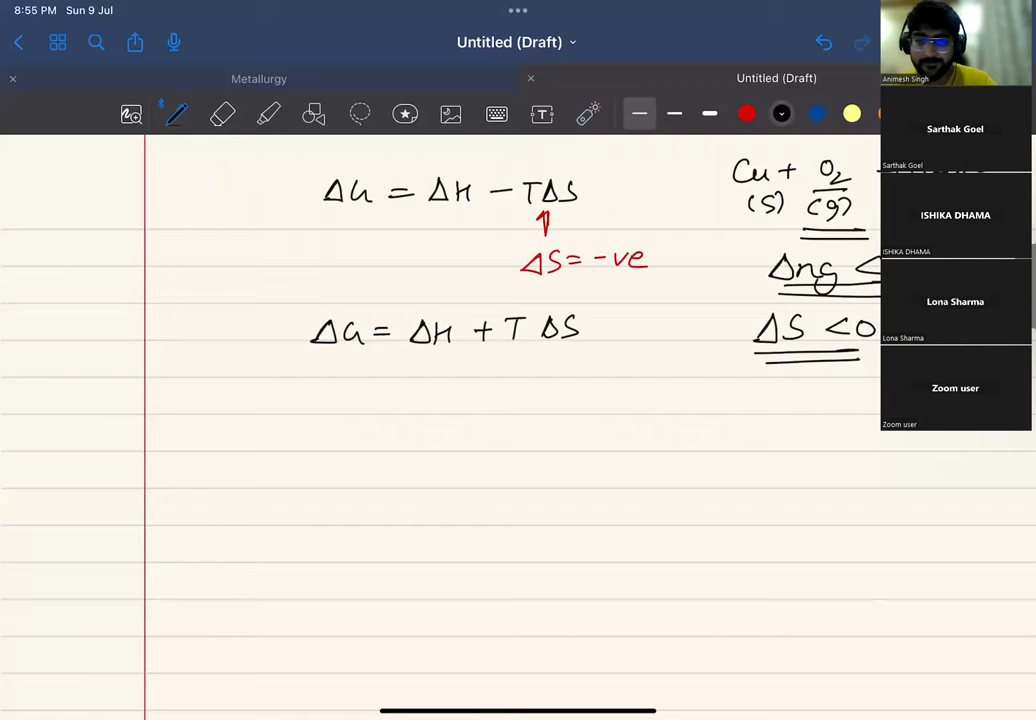 8:55 PM Sun 9 Jul
Untitled (Draft)
Metallurgy
Untitled (Draft)
Animesh Singh
Sarthak Goel
Sarthak Goel
ISHIKA DHAMA
ISHIKA DHAMA
Lona Sharma
Lona Sharma
Zoom user
Zoom user
ΔG = ΔH − TΔS
ΔS = -ve
ΔG = ΔH + T ΔS
Cu + O₂
(s) (g)
Δng <
ΔS < 0